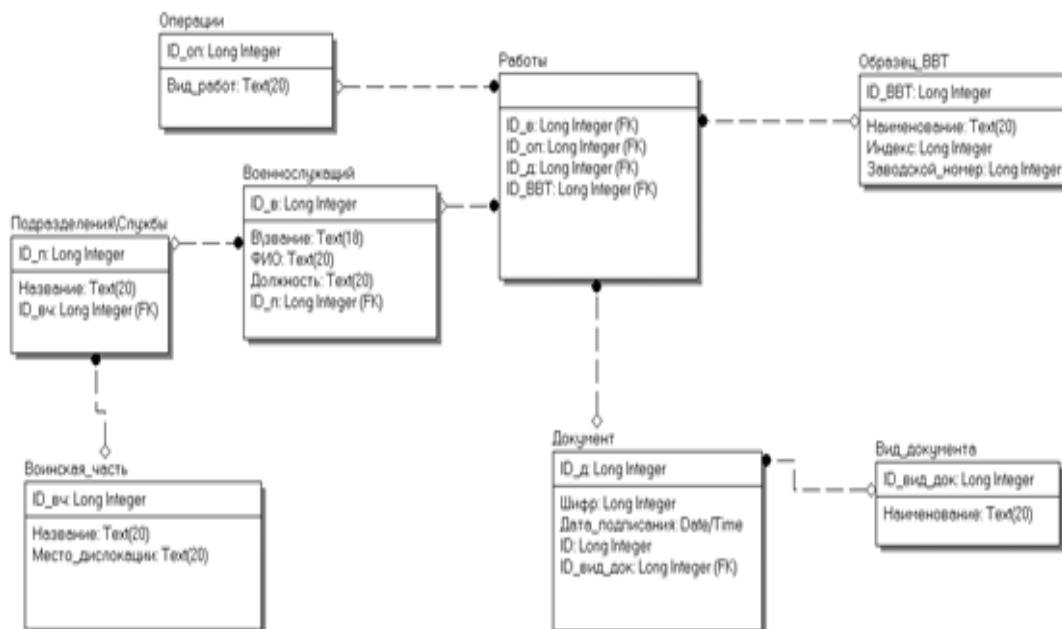 Операции
ID_оп: Long Integer
Вид_работ: Text(20)
Работы
ID_в: Long Integer (FK)
ID_оп: Long Integer (FK)
ID_д: Long Integer (FK)
ID_ВВТ: Long Integer (FK)
Образец_ВВТ
ID_ВВТ: Long Integer
Наименование: Text(20)
Индекс: Long Integer
Заводской_номер: Long Integer
Военнослужащий
ID_в: Long Integer
В\звание: Text(18)
ФИО: Text(20)
Должность: Text(20)
ID_п: Long Integer (FK)
Подразделения\Службы
ID_п: Long Integer
Название: Text(20)
ID_вч: Long Integer (FK)
Воинская_часть
ID_вч: Long Integer
Название: Text(20)
Место_дислокации: Text(20)
Документ
ID_д: Long Integer
Шифр: Long Integer
Дата_подписания: Date/Time
ID: Long Integer
ID_вид_док: Long Integer (FK)
Вид_документа
ID_вид_док: Long Integer
Наименование: Text(20)